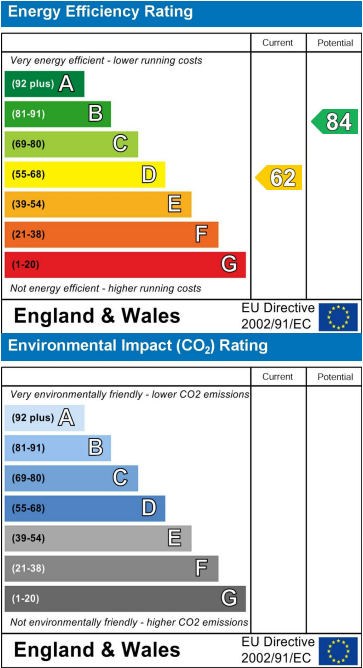 Energy Efficiency Rating
Current Potential
Very energy efficient - lower running costs
(92 plus) A
(81-91) B
84
(69-80) C
(55-68) D
62
(39-54) E
(21-38) F
(1-20) G
Not energy efficient - higher running costs
England & Wales
EU Directive
2002/91/EC
Environmental Impact (CO₂) Rating
Current Potential
Very environmentally friendly - lower CO2 emissions
(92 plus) A
(81-91) B
(69-80) C
(55-68) D
(39-54) E
(21-38) F
(1-20) G
Not environmentally friendly - higher CO2 emissions
England & Wales
EU Directive
2002/91/EC